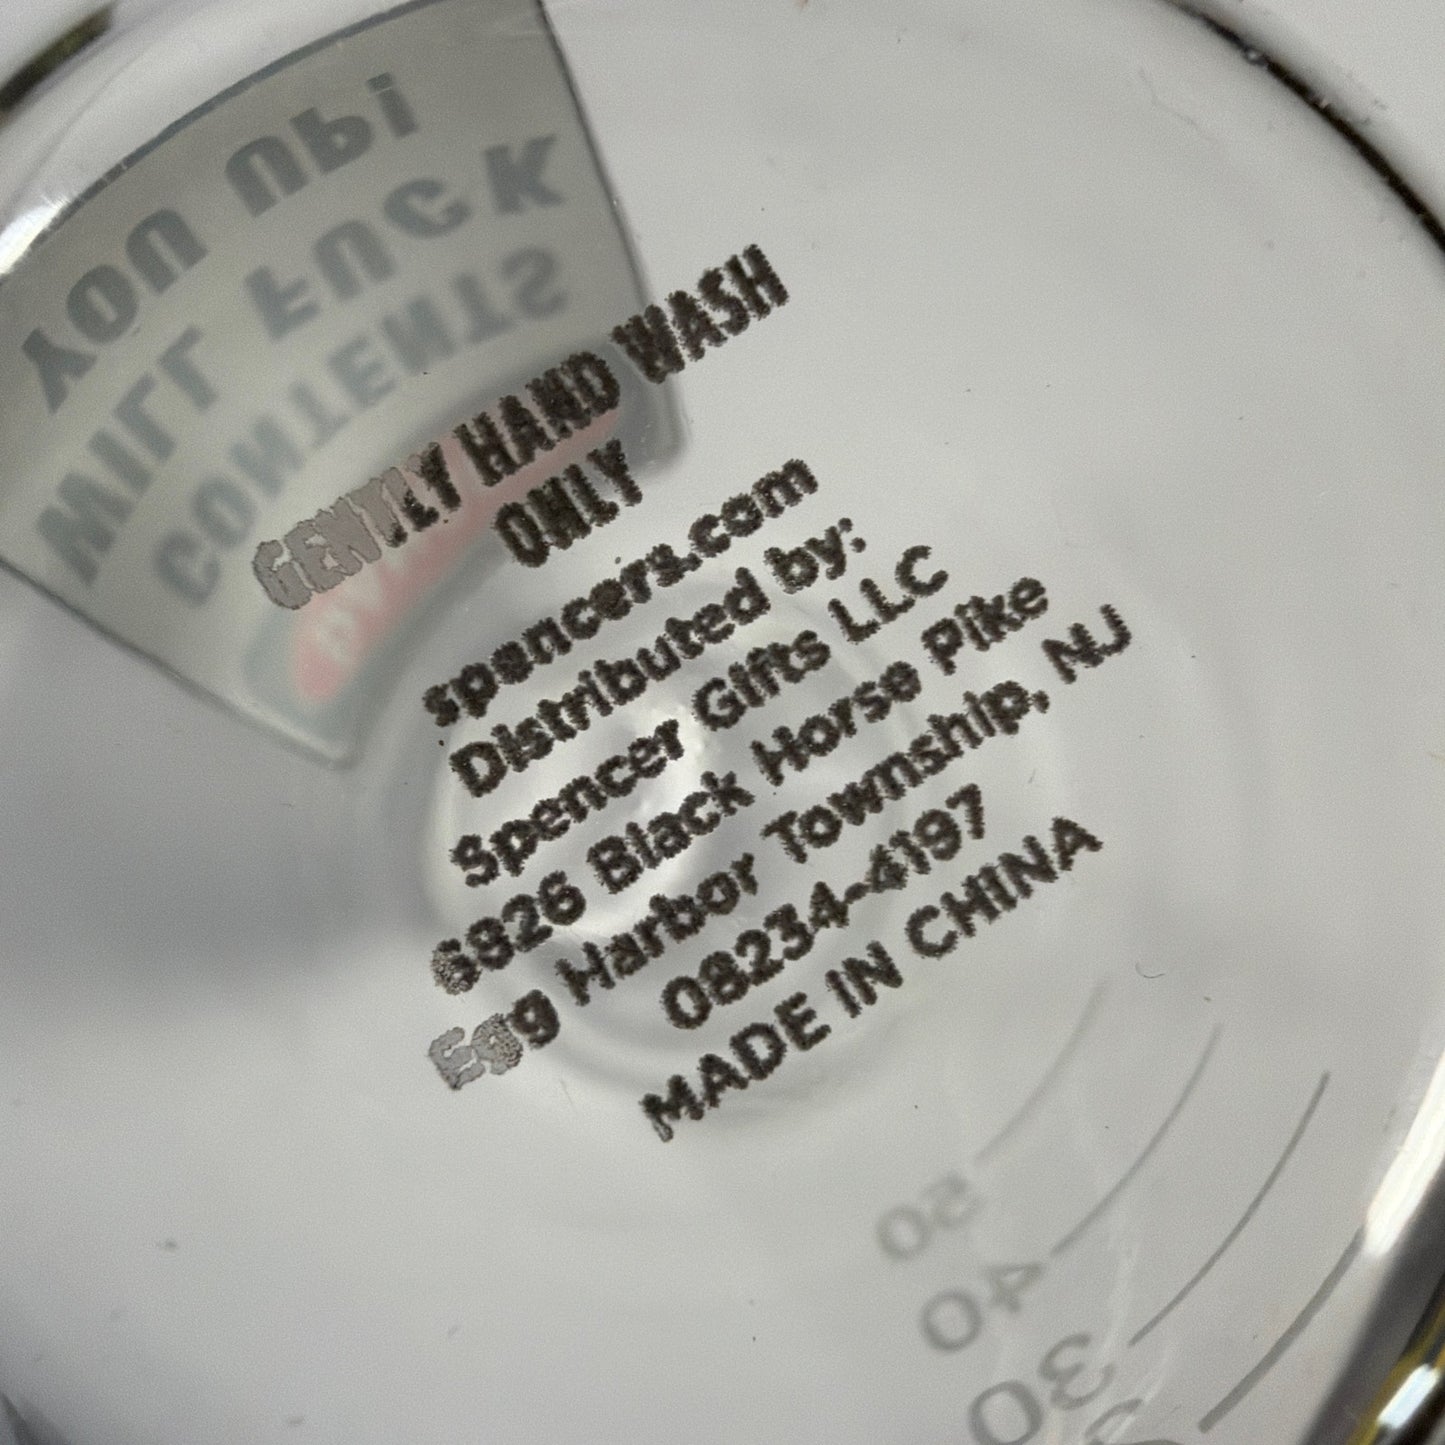 CONTENTS
WILL FUCK
YOU UP!
GENTLY HAND WASH
ONLY
spencers.com
Distributed by:
Spencer Gifts LLC
6826 Black Horse Pike
Egg Harbor Township, NJ
08234-4197
MADE IN CHINA
50
40
30